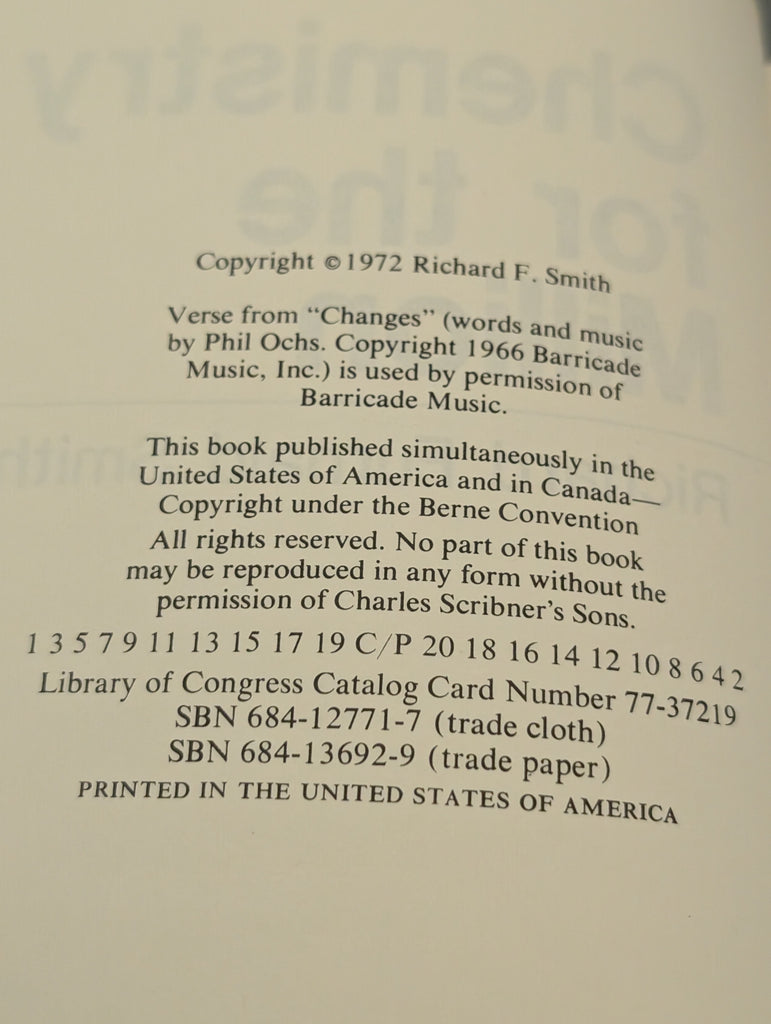 Copyright © 1972 Richard F. Smith
Verse from "Changes" (words and music
by Phil Ochs. Copyright 1966 Barricade
Music, Inc.) is used by permission of
Barricade Music.
This book published simultaneously in the
United States of America and in Canada—
Copyright under the Berne Convention
All rights reserved. No part of this book
may be reproduced in any form without the
permission of Charles Scribner's Sons.
1 3 5 7 9 11 13 15 17 19 C/P 20 18 16 14 12 10 8 6 4 2
Library of Congress Catalog Card Number 77-37219
SBN 684-12771-7 (trade cloth)
SBN 684-13692-9 (trade paper)
PRINTED IN THE UNITED STATES OF AMERICA